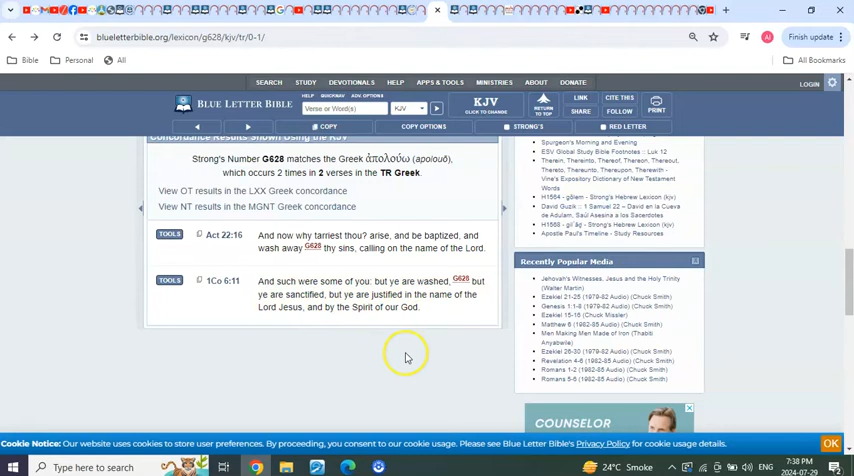 blueletterbible.org/lexicon/g628/kjv/tr/0-1/
Finish update
Bible
Personal
All
All Bookmarks
SEARCH STUDY DEVOTIONALS HELP APPS & TOOLS MINISTRIES ABOUT DONATE
LOGIN
BLUE LETTER BIBLE
HELP QUICKNAV ADV. OPTIONS
Verse or Word(s)
KJV
KJV
CLICK TO CHANGE
RETURN
TO TOP
LINK
SHARE
CITE THIS
FOLLOW
PRINT
COPY
COPY OPTIONS
STRONG'S
RED LETTER
Concordance Results Shown Using the KJV
Strong's Number G628 matches the Greek ἀπολούω (apolouō),
which occurs 2 times in 2 verses in the TR Greek.
View OT results in the LXX Greek concordance
View NT results in the MGNT Greek concordance
TOOLS
Act 22:16
And now why tarriest thou? arise, and be baptized, and
wash away G628 thy sins, calling on the name of the Lord.
TOOLS
1Co 6:11
And such were some of you: but ye are washed, G628 but
ye are sanctified, but ye are justified in the name of the
Lord Jesus, and by the Spirit of our God.
Spurgeon's Morning and Evening
ESV Global Study Bible Footnotes :: Luk 12
Therein, Thereinto, Thereof, Thereon, Thereout,
Thereto, Thereunto, Thereupon, Therewith -
Vine's Expository Dictionary of New Testament
Words
H1564 - gōlem - Strong's Hebrew Lexicon (kjv)
David Guzik :: 1 Samuel 22 – David en la Cueva
de Adulam, Saúl Asesina a los Sacerdotes
Apostle Paul's Timeline - Study Resources
Recently Popular Media
Jehovah's Witnesses, Jesus and the Holy Trinity
(Walter Martin)
Ezekiel 21-25 (1979-82 Audio) (Chuck Smith)
Genesis 1:1-8 (Chuck Missler)
Ezekiel 15-16 (Chuck Missler)
Matthew 6 (1982-85 Audio) (Chuck Smith)
Men Making Men Made of Iron (Thabiti
Anyabwile)
Ezekiel 26-30 (1979-82 Audio) (Chuck Smith)
Revelation 4-6 (1982-85 Audio) (Chuck Smith)
Romans 1-2 (1982-85 Audio) (Chuck Smith)
Romans 5-6 (1982-85 Audio) (Chuck Smith)
COUNSELOR
Cookie Notice: Our website uses cookies to store user preferences. By proceeding, you consent to our cookie usage. Please see Blue Letter Bible's Privacy Policy for cookie usage details.
OK
Type here to search
24°C Smoke
ENG
7:38 PM
2024-07-29